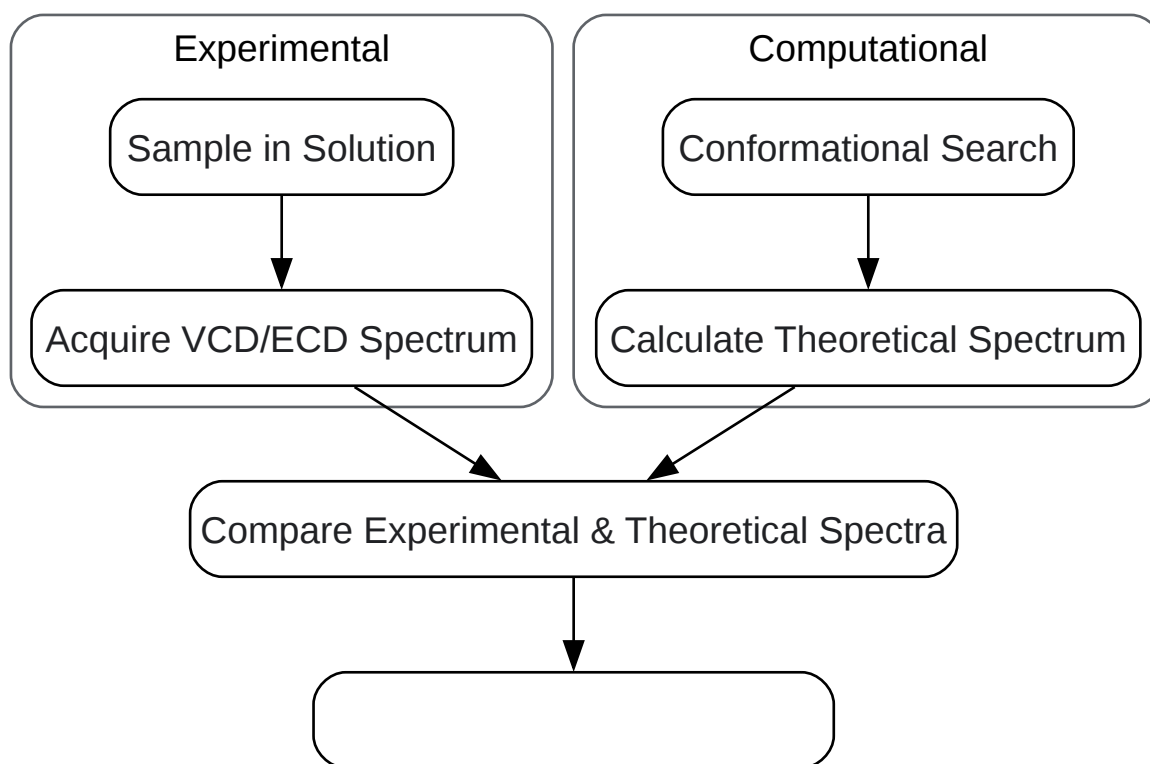 Experimental
Computational
Sample in Solution
Conformational Search
Acquire VCD/ECD Spectrum
Calculate Theoretical Spectrum
Compare Experimental & Theoretical Spectra